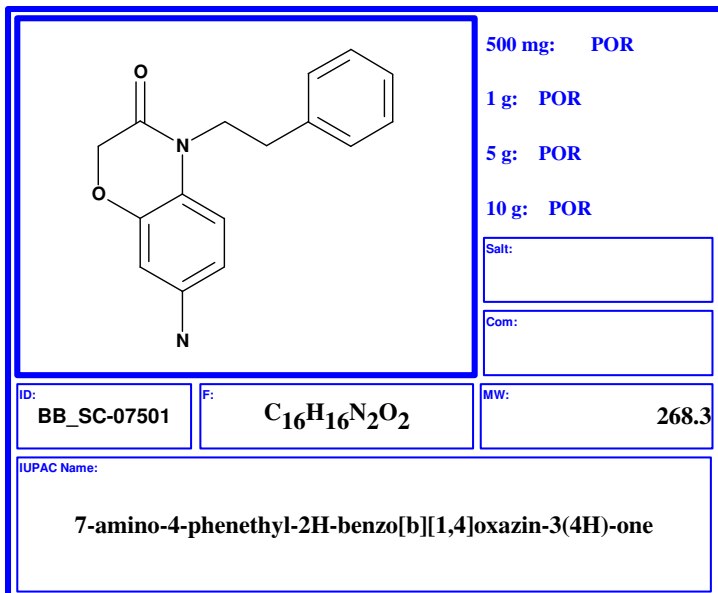 O
N
O
N
500 mg: POR
1 g: POR
5 g: POR
10 g: POR
Salt:
Com:
ID:
BB_SC-07501
F:
C16H16N2O2
MW:
268.3
IUPAC Name:
7-amino-4-phenethyl-2H-benzo[b][1,4]oxazin-3(4H)-one